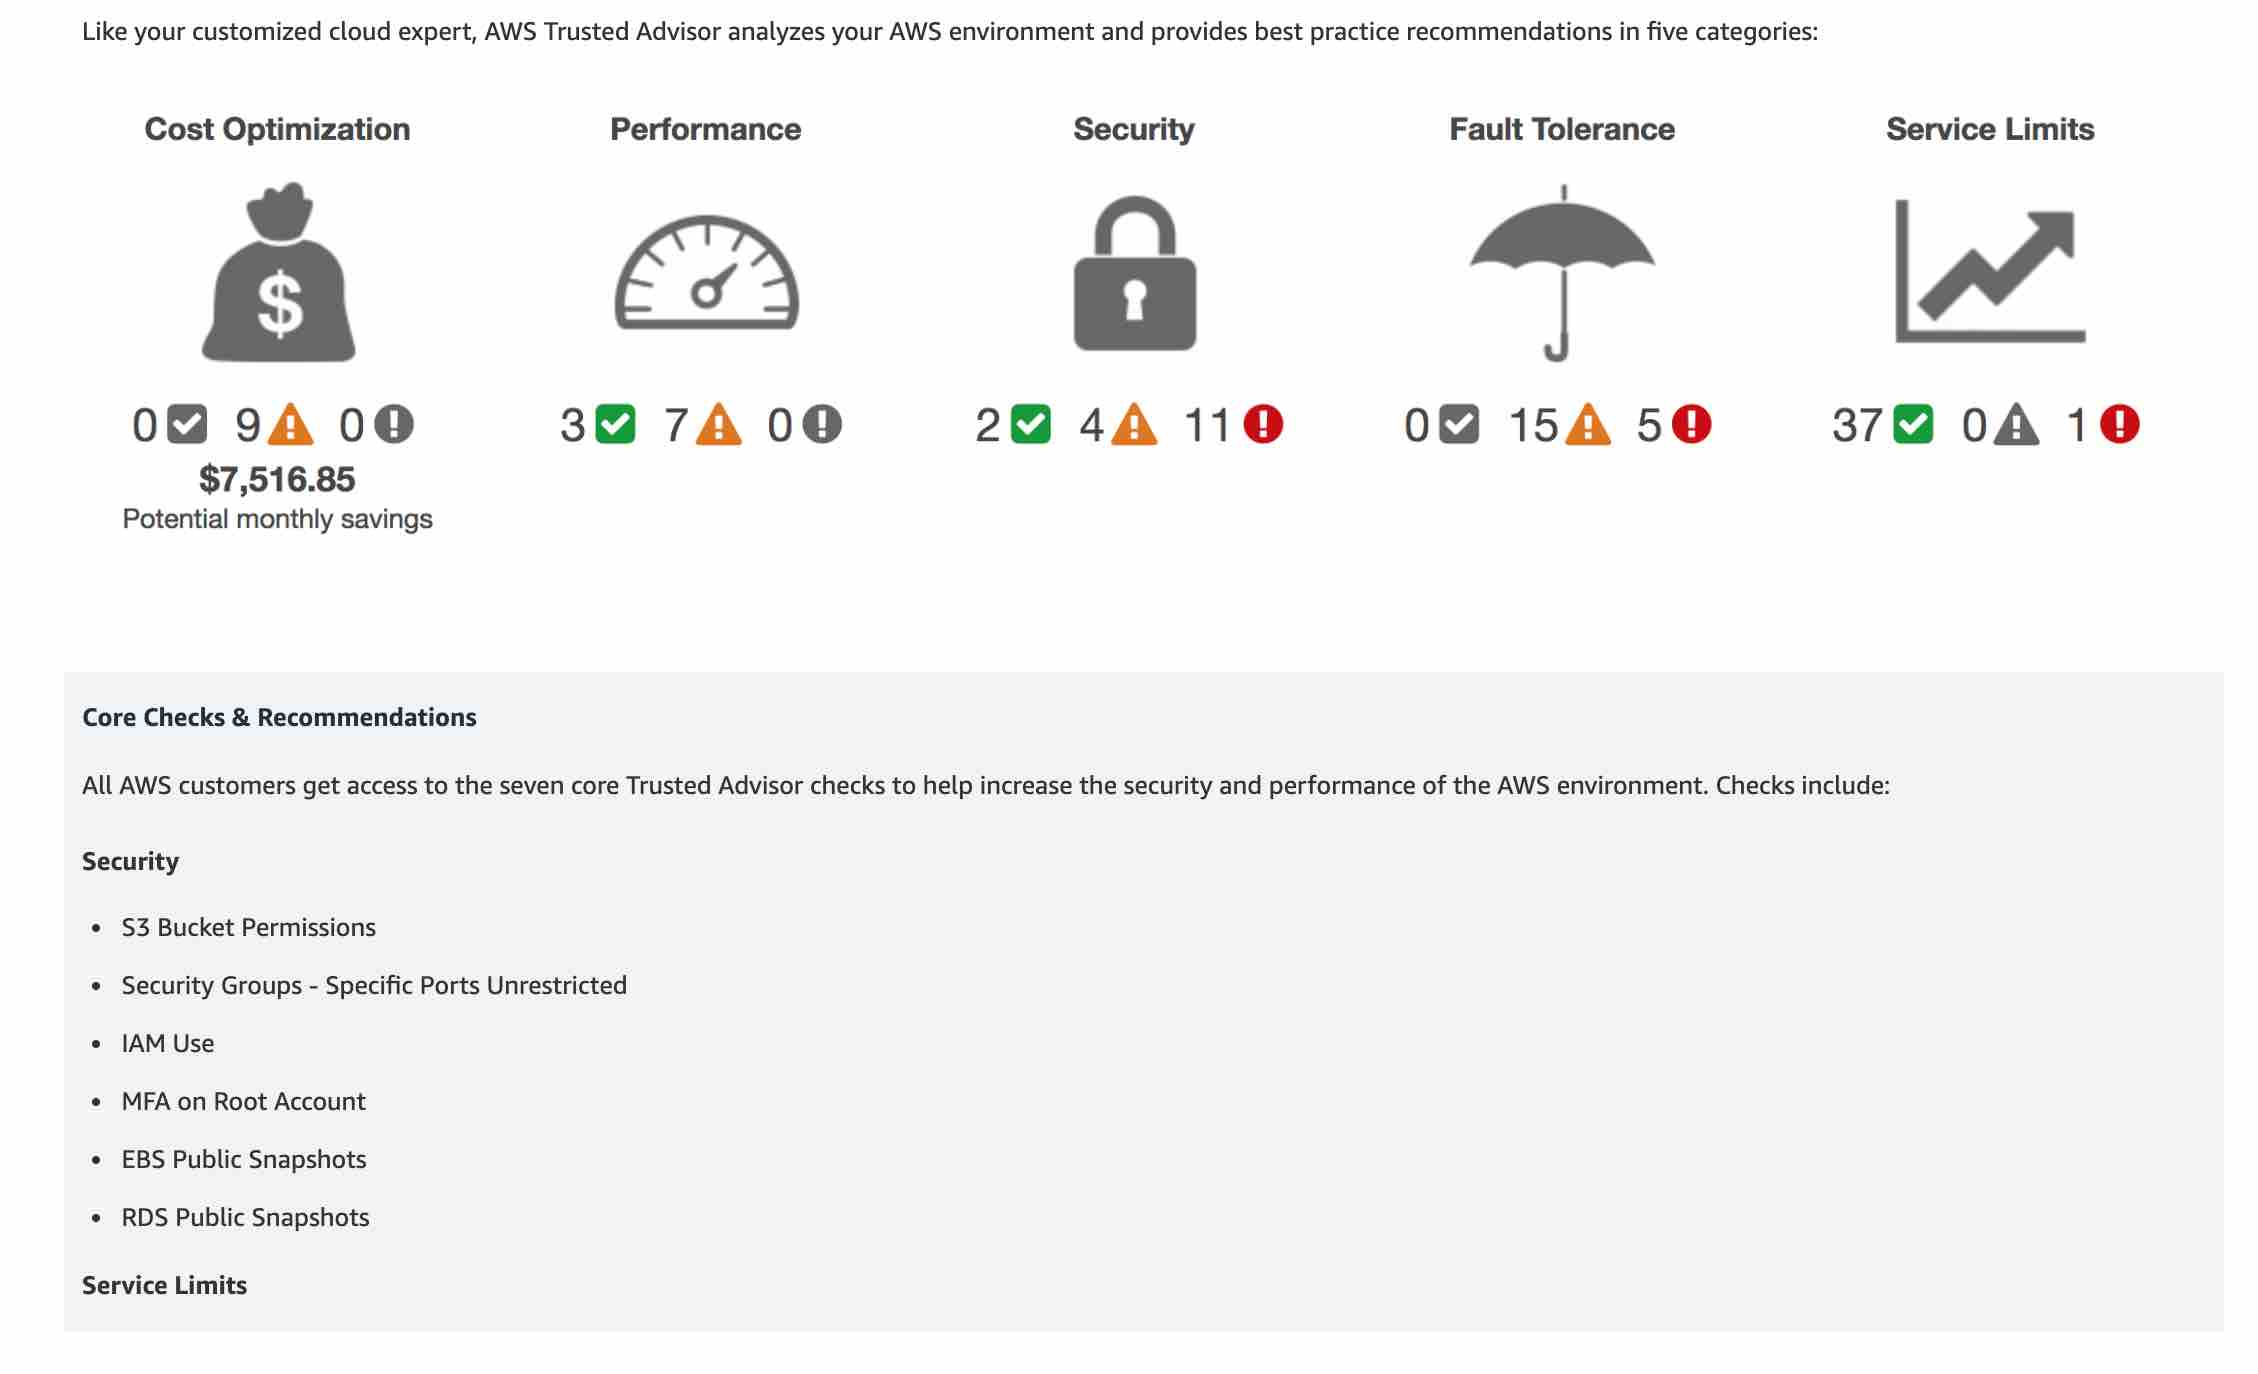 Like your customized cloud expert, AWS Trusted Advisor analyzes your AWS environment and provides best practice recommendations in five categories:
Cost Optimization Performance Security Fault Tolerance Service Limits
$
0 9 0 3 7 0 2 4 11 0 15 5 37 0 1
$7,516.85
Potential monthly savings
Core Checks & Recommendations
All AWS customers get access to the seven core Trusted Advisor checks to help increase the security and performance of the AWS environment. Checks include:
Security
• S3 Bucket Permissions
• Security Groups - Specific Ports Unrestricted
• IAM Use
• MFA on Root Account
• EBS Public Snapshots
• RDS Public Snapshots
Service Limits